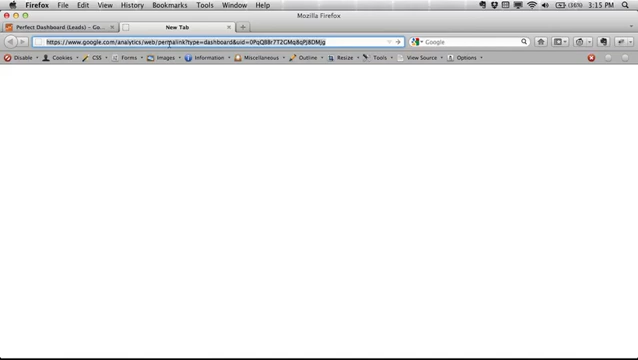 Firefox File Edit View History Bookmarks Tools Window Help (36%) 3:15 PM
Mozilla Firefox
Perfect Dashboard (Leads) – Go... New Tab
https://www.google.com/analytics/web/permalink?type=dashboard&uid=0PqQ88r7T2GMq8qPj8DMjg Google
Disable Cookies CSS Forms Images Information Miscellaneous Outline Resize Tools View Source Options